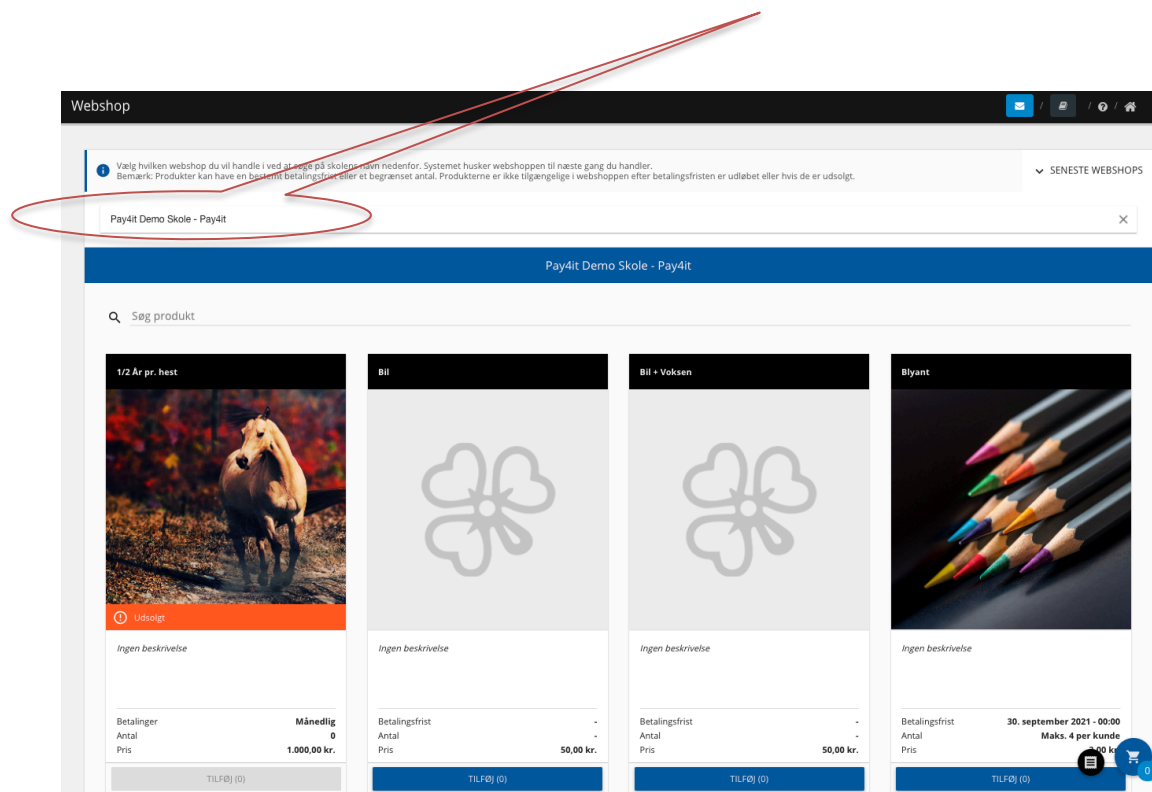 Webshop
/ / /
Vælg hvilken webshop du vil handle i ved at søge på skolens navn nedenfor. Systemet husker webshoppen til næste gang du handler.
Bemærk: Produkter kan have en bestemt betalingsfrist eller et begrænset antal. Produkterne er ikke tilgængelige i webshoppen efter betalingsfristen er udløbet eller hvis de er udsolgt.
SENESTE WEBSHOPS
Pay4it Demo Skole - Pay4it
Pay4it Demo Skole - Pay4it
Søg produkt
1/2 År pr. hest
Udsolgt
Ingen beskrivelse
Betalinger Månedlig
Antal 0
Pris 1.000,00 kr.
TILFØJ (0)
Bil
Ingen beskrivelse
Betalingsfrist -
Antal -
Pris 50,00 kr.
TILFØJ (0)
Bil + Voksen
Ingen beskrivelse
Betalingsfrist -
Antal -
Pris 50,00 kr.
TILFØJ (0)
Blyant
Ingen beskrivelse
Betalingsfrist 30. september 2021 - 00:00
Antal Maks. 4 per kunde
Pris
TILFØJ (0)
0